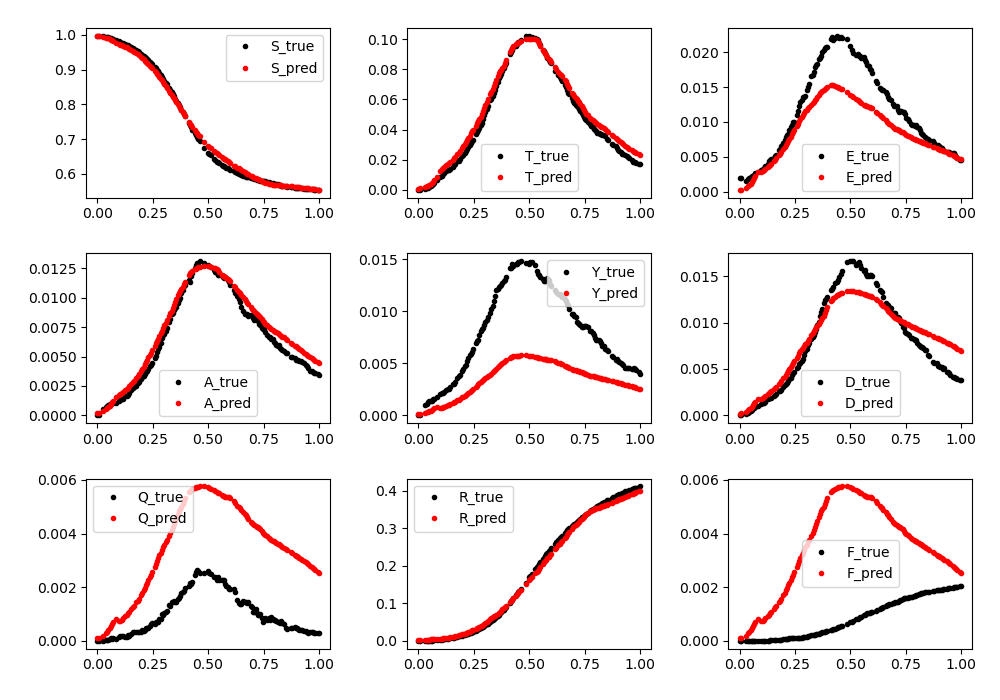 1.0
0.9
0.8
0.7
0.6
S_true
S_pred
0.00 0.25 0.50 0.75 1.00
0.10
0.08
0.06
0.04
0.02
0.00
T_true
T_pred
0.00 0.25 0.50 0.75 1.00
0.020
0.015
0.010
0.005
0.000
E_true
E_pred
0.00 0.25 0.50 0.75 1.00
0.0125
0.0100
0.0075
0.0050
0.0025
0.0000
A_true
A_pred
0.00 0.25 0.50 0.75 1.00
0.015
0.010
0.005
0.000
Y_true
Y_pred
0.00 0.25 0.50 0.75 1.00
0.015
0.010
0.005
0.000
D_true
D_pred
0.00 0.25 0.50 0.75 1.00
0.006
0.004
0.002
0.000
Q_true
Q_pred
0.00 0.25 0.50 0.75 1.00
0.4
0.3
0.2
0.1
0.0
R_true
R_pred
0.00 0.25 0.50 0.75 1.00
0.006
0.004
0.002
0.000
F_true
F_pred
0.00 0.25 0.50 0.75 1.00